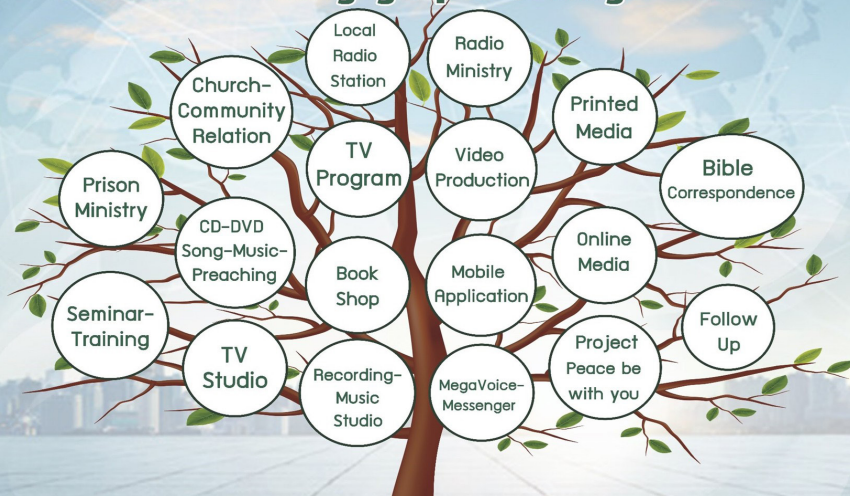 Local
Radio
Station
Radio
Ministry
Church-
Community
Relation
Printed
Media
TV
Program
Video
Production
Bible
Correspondence
Prison
Ministry
CD-DVD
Song-Music-
Preaching
Online
Media
Book
Shop
Mobile
Application
Seminar-
Training
Follow
Up
TV
Studio
Project
Peace be
with you
Recording-
Music
Studio
MegaVoice-
Messenger